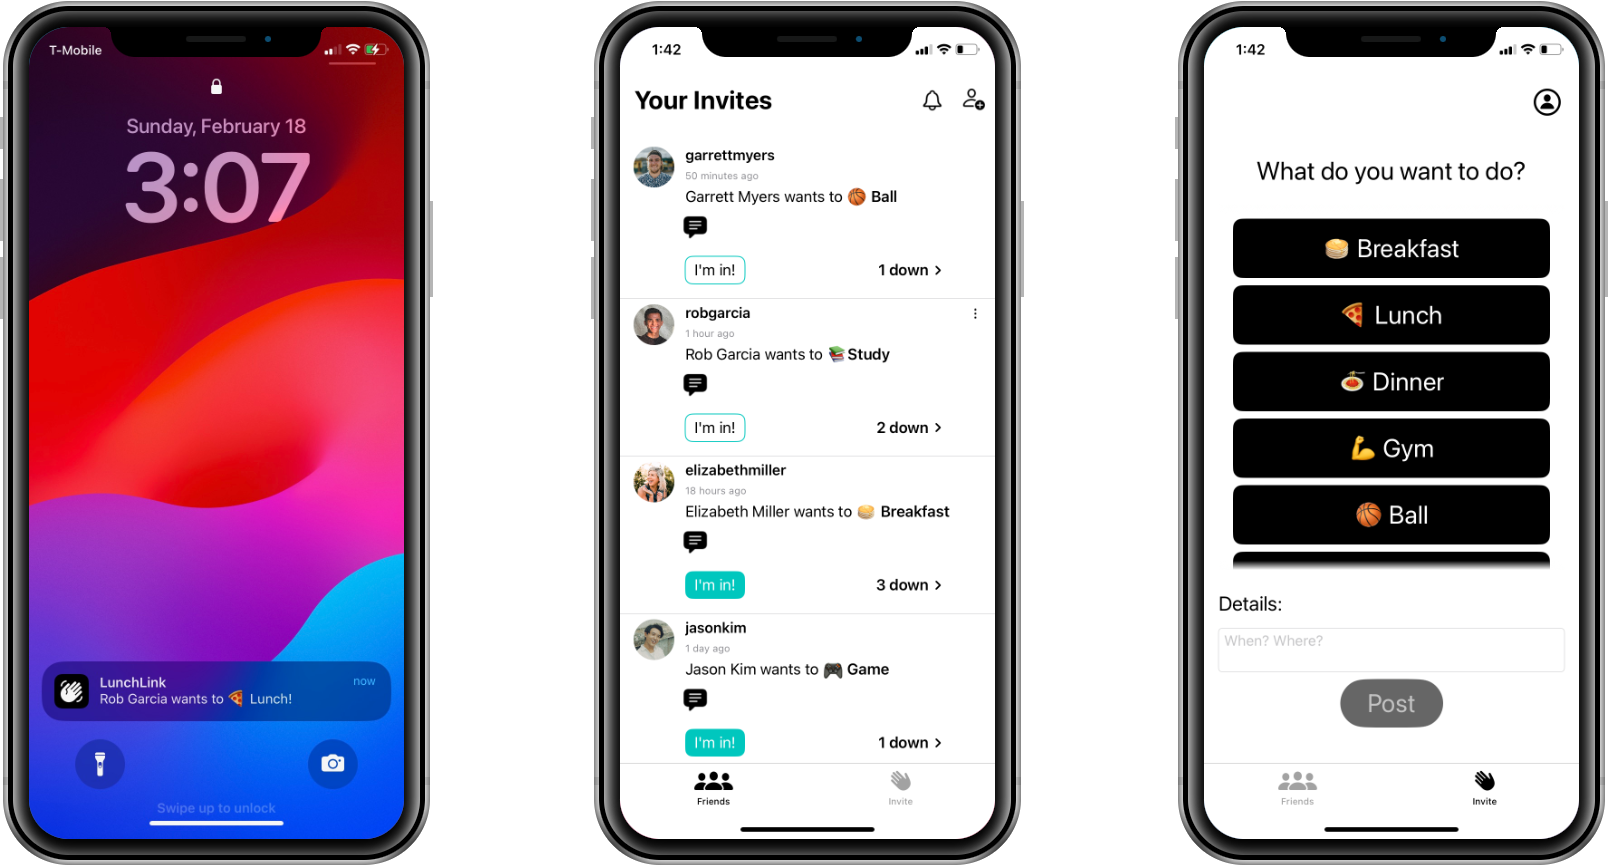 T-Mobile
Sunday, February 18
3:07
LunchLink
now
Rob Garcia wants to 🍕 Lunch!
Swipe up to unlock
1:42
Your Invites
garrettmyers
50 minutes ago
Garrett Myers wants to 🏀 Ball
I'm in!
1 down >
robgarcia
1 hour ago
Rob Garcia wants to 📚 Study
I'm in!
2 down >
elizabethmiller
18 hours ago
Elizabeth Miller wants to 🥞 Breakfast
I'm in!
3 down >
jasonkim
1 day ago
Jason Kim wants to 🎮 Game
I'm in!
1 down >
Friends
Invite
1:42
What do you want to do?
🥞 Breakfast
🍕 Lunch
🍝 Dinner
💪 Gym
🏀 Ball
Details:
When? Where?
Post
Friends
Invite